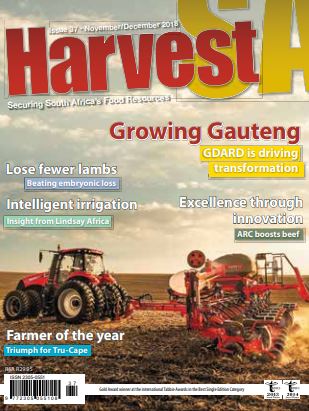 Issue 37 - November/December 2018
HarvestSA
Securing South Africa's Food Resources
Growing Gauteng
GDARD is driving
transformation
Lose fewer lambs
Beating embryonic loss
Intelligent irrigation
Insight from Lindsay Africa
Excellence through
innovation
ARC boosts beef
Farmer of the year
Triumph for Tru-Cape
RSA R29.95
ISSN 2305-0551
Gold Award winner at the international Tabbie Awards in the Best Single Edition Category